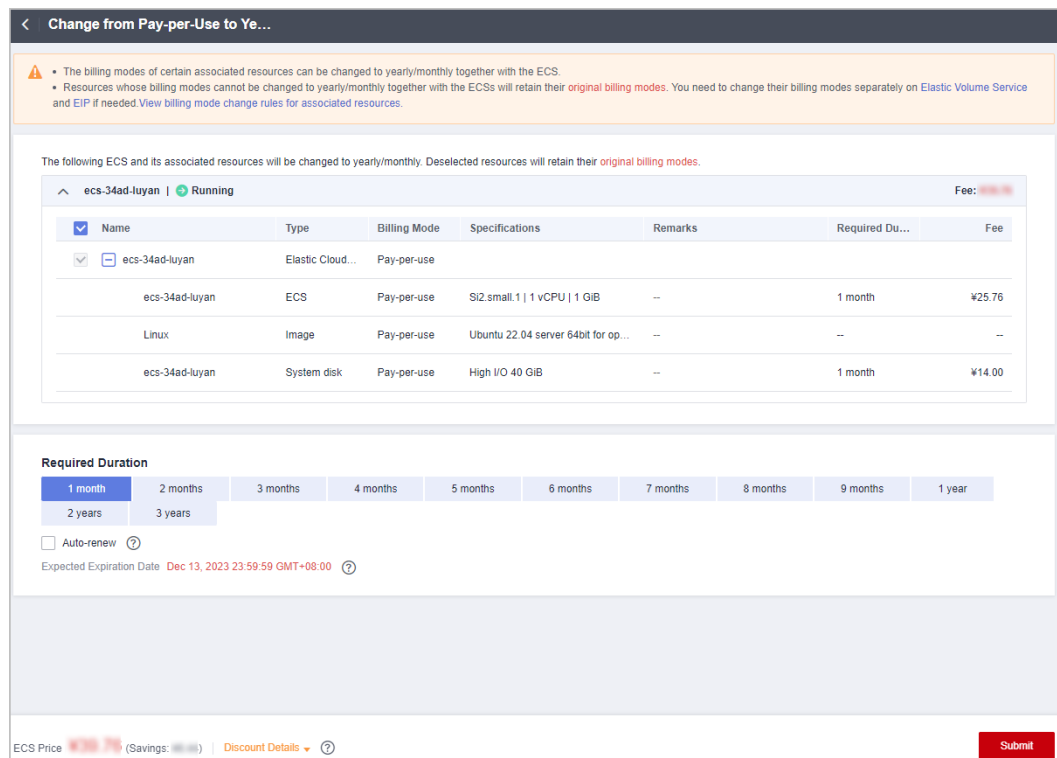 Change from Pay-per-Use to Ye...
• The billing modes of certain associated resources can be changed to yearly/monthly together with the ECS.
• Resources whose billing modes cannot be changed to yearly/monthly together with the ECSs will retain their original billing modes. You need to change their billing modes separately on Elastic Volume Service
and EIP if needed.View billing mode change rules for associated resources.
The following ECS and its associated resources will be changed to yearly/monthly. Deselected resources will retain their original billing modes.
ecs-34ad-luyan | Running Fee:
Name Type Billing Mode Specifications Remarks Required Du... Fee
ecs-34ad-luyan Elastic Cloud... Pay-per-use
ecs-34ad-luyan ECS Pay-per-use Si2.small.1 | 1 vCPU | 1 GiB -- 1 month ¥25.76
Linux Image Pay-per-use Ubuntu 22.04 server 64bit for op... -- -- --
ecs-34ad-luyan System disk Pay-per-use High I/O 40 GiB -- 1 month ¥14.00
Required Duration
1 month 2 months 3 months 4 months 5 months 6 months 7 months 8 months 9 months 1 year
2 years 3 years
Auto-renew ?
Expected Expiration Date Dec 13, 2023 23:59:59 GMT+08:00 ?
ECS Price (Savings: ) | Discount Details ? Submit